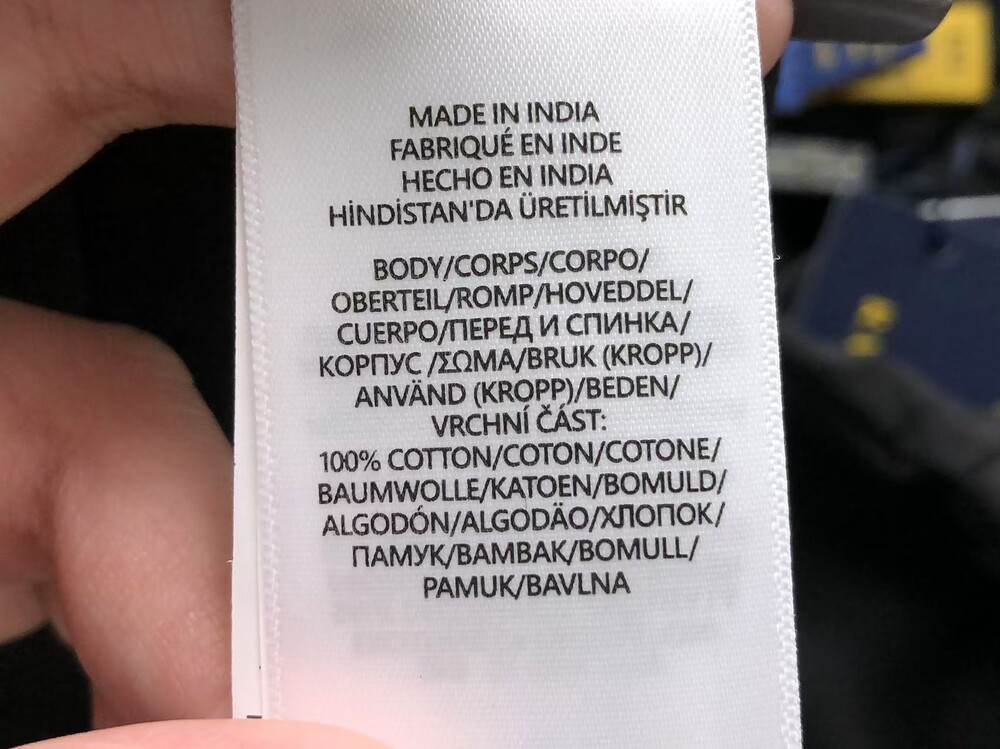 MADE IN INDIA
FABRIQUÉ EN INDE
HECHO EN INDIA
HİNDİSTAN'DA ÜRETİLMİŞTİR
BODY/CORPS/CORPO/
OBERTEIL/ROMP/HOVEDDEL/
CUERPO/ПЕРЕД И СПИНКА/
КОРПУС /ΣΩΜΑ/BRUK (KROPP)/
ANVÄND (KROPP)/BEDEN/
VRCHNÍ ČÁST:
100% COTTON/COTON/COTONE/
BAUMWOLLE/KATOEN/BOMULD/
ALGODÓN/ALGODÃO/ХЛОПОК/
ПАМУК/ΒΑΜΒΑΚ/BOMULL/
PAMUK/BAVLNA